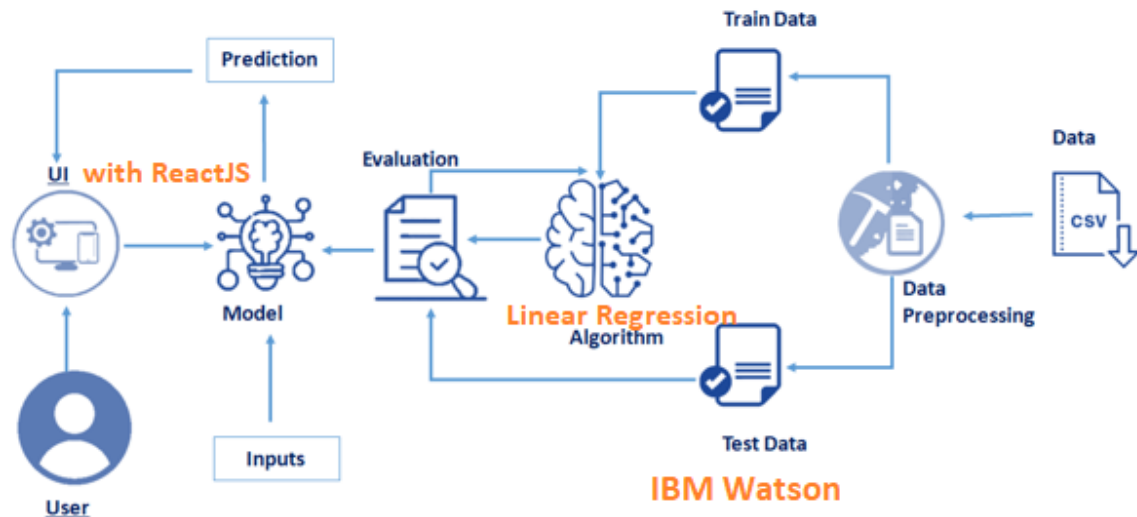 Train Data
Prediction
Data
Evaluation
UI with ReactJS
CSV
Model
Linear Regression
Algorithm
Data
Preprocessing
Inputs
Test Data
IBM Watson
User